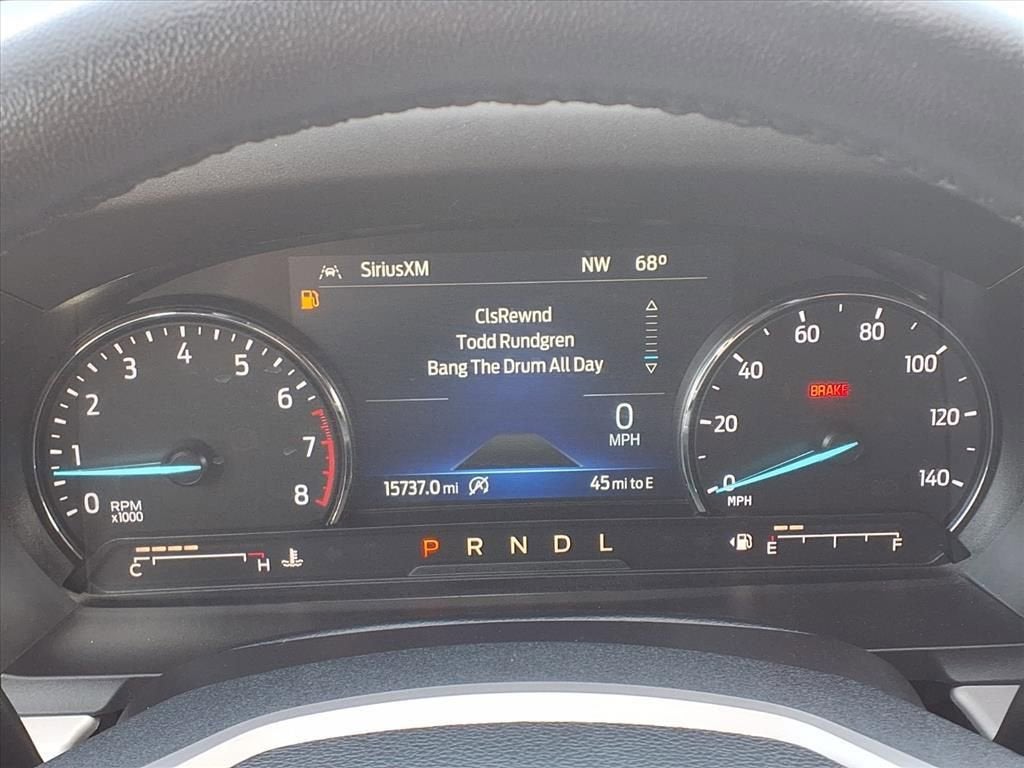 SiriusXM NW 68º
ClsRewnd
Todd Rundgren
Bang The Drum All Day
0
MPH
15737.0 mi 45 mi to E
0 1 2 3 4 5 6 7 8
RPM
x1000
0 20 40 60 80 100 120 140
MPH
BRAKE
C H
P R N D L
E F